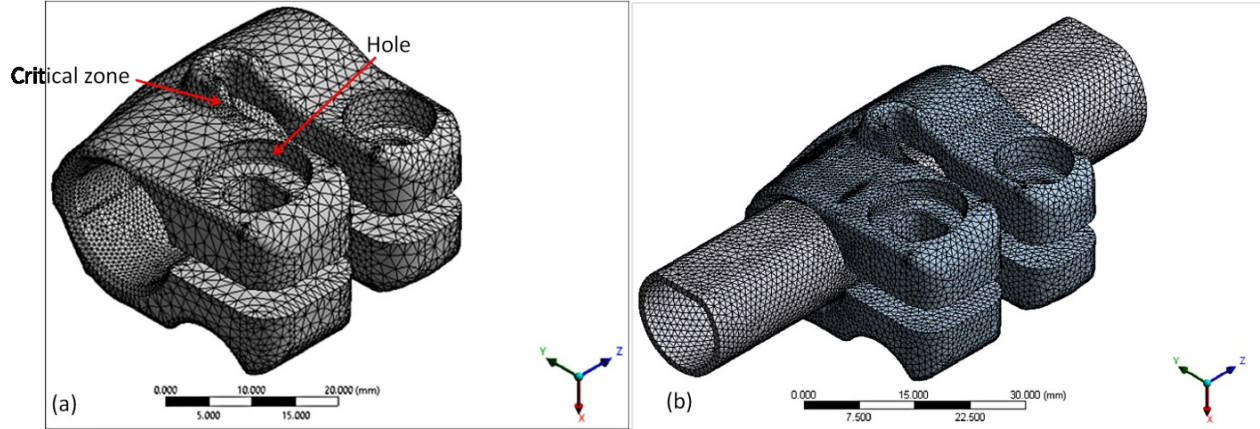 Hole
Critical zone
Y
Z
X
(a)
0.000 10.000 20.000 (mm)
5.000 15.000
Y
Z
X
(b)
0.000 15.000 30.000 (mm)
7.500 22.500